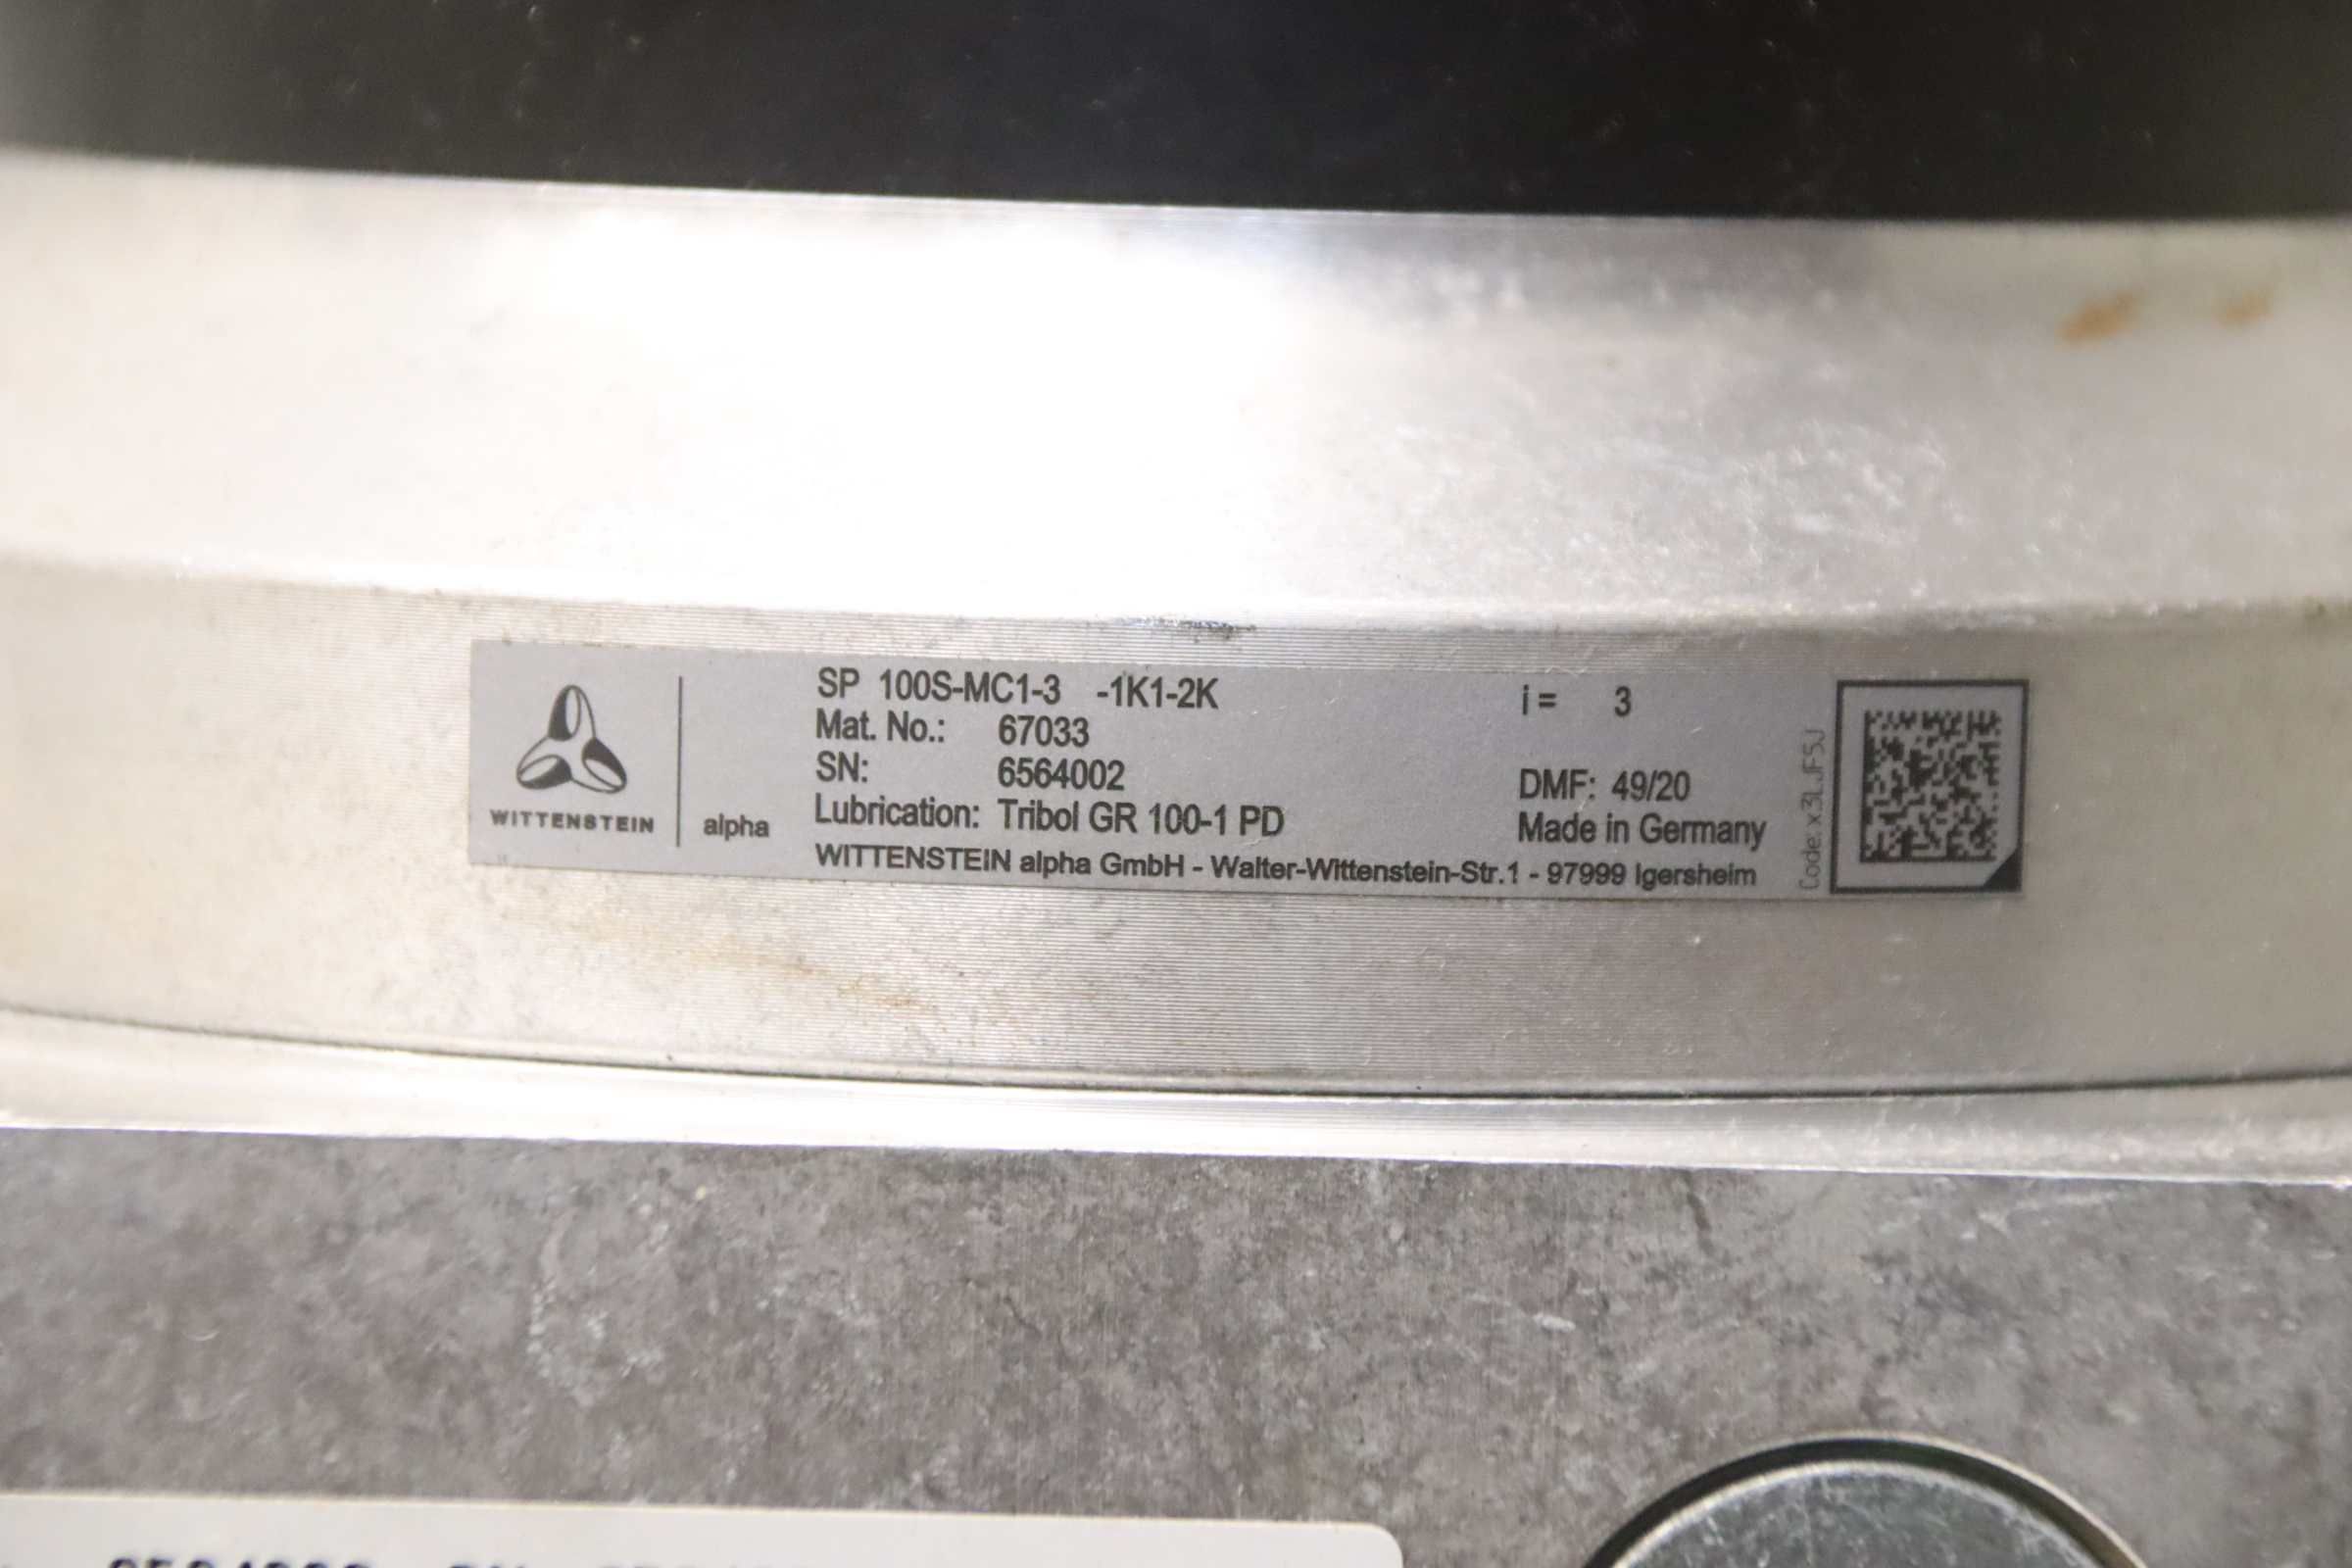 SP 100S-MC1-3 -1K1-2K i= 3
Mat. No.: 67033
SN: 6564002
DMF: 49/20
Lubrication: Tribol GR 100-1 PD
Made in Germany
WITTENSTEIN alpha GmbH - Walter-Wittenstein-Str.1 - 97999 Igersheim
WITTENSTEIN alpha
Code: x3LJF5J